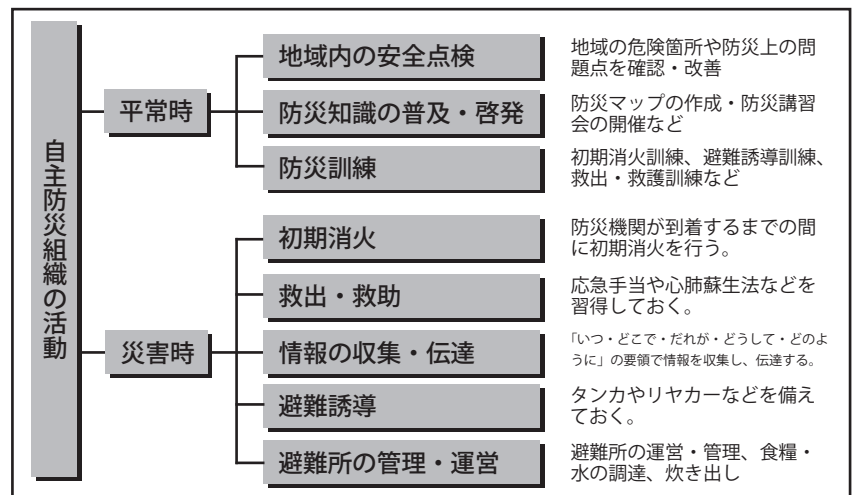 自主防災組織の活動
平常時
地域内の安全点検
地域の危険箇所や防災上の問
題点を確認・改善
防災知識の普及・啓発
防災マップの作成・防災講習
会の開催など
防災訓練
初期消火訓練、避難誘導訓練、
救出・救護訓練など
災害時
初期消火
防災機関が到着するまでの間
に初期消火を行う。
救出・救助
応急手当や心肺蘇生法などを
習得しておく。
情報の収集・伝達
「いつ・どこで・だれが・どうして・どのよ
うに」の要領で情報を収集し、伝達する。
避難誘導
タンカやリヤカーなどを備え
ておく。
避難所の管理・運営
避難所の運営・管理、食糧・
水の調達、炊き出し